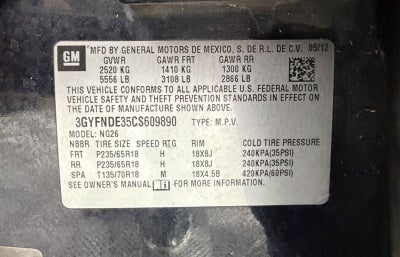 GM
MFD BY GENERAL MOTORS DE MEXICO, S. DE R.L. DE C.V. 05/12
GVWR GAWR FRT GAWR RR
2520 KG 1410 KG 1300 KG
5556 LB 3108 LB 2866 LB
THIS VEHICLE CONFORMS TO ALL APPLICABLE U.S. FEDERAL MOTOR
VEHICLE SAFETY AND THEFT PREVENTION STANDARDS IN EFFECT ON
THE DATE OF MANUFACTURE SHOWN ABOVE.
3GYFNDE35CS609890 TYPE: M.P.V.
MODEL: NG26
N88R TIRE SIZE SPEED RTG RIM COLD TIRE PRESSURE
FRT P235/65R18 H 18X8J 240KPA(35PSI)
RR P235/65R18 H 18X8J 240KPA(35PSI)
SPA T135/70R18 M 18X4.5B 420KPA(60PSI)
SEE OWNER'S MANUAL FOR MORE INFORMATION.